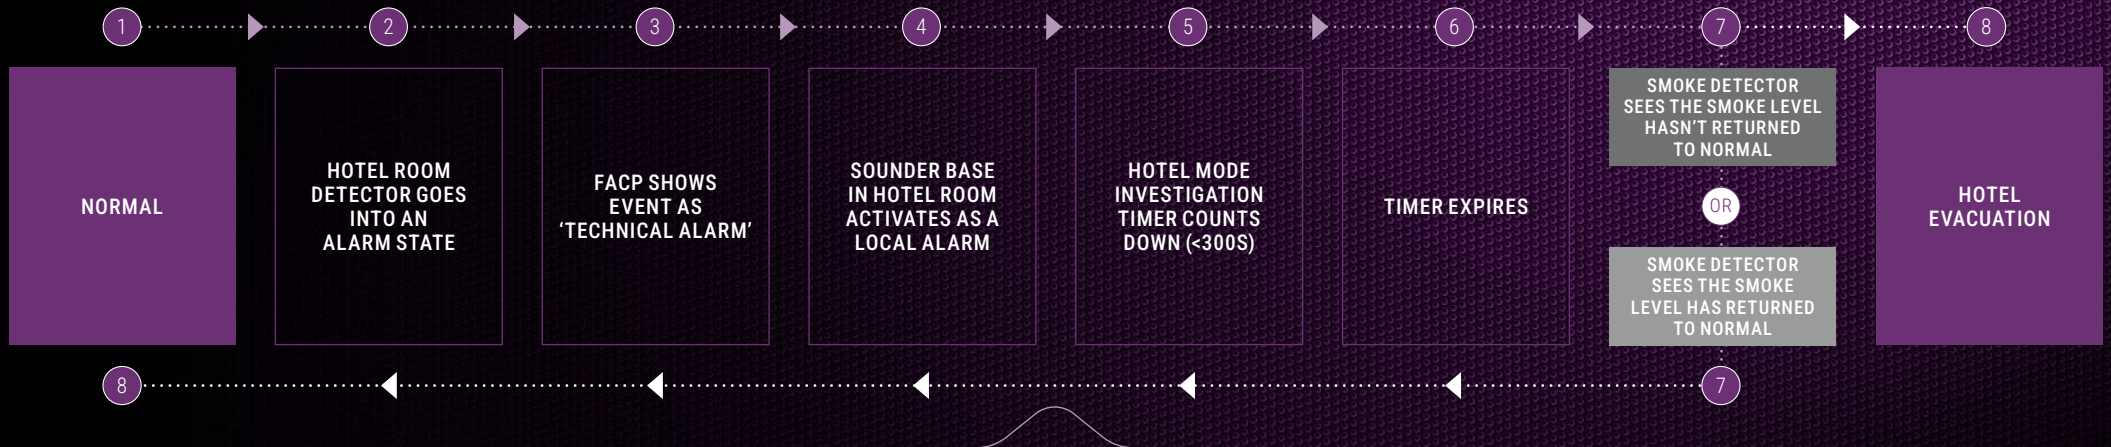 1
2
3
4
5
6
7
8
NORMAL
HOTEL ROOM
DETECTOR GOES
INTO AN
ALARM STATE
FACP SHOWS
EVENT AS
‘TECHNICAL ALARM’
SOUNDER BASE
IN HOTEL ROOM
ACTIVATES AS A
LOCAL ALARM
HOTEL MODE
INVESTIGATION
TIMER COUNTS
DOWN (<300S)
TIMER EXPIRES
SMOKE DETECTOR
SEES THE SMOKE LEVEL
HASN’T RETURNED
TO NORMAL
OR
SMOKE DETECTOR
SEES THE SMOKE
LEVEL HAS RETURNED
TO NORMAL
HOTEL
EVACUATION
8
7